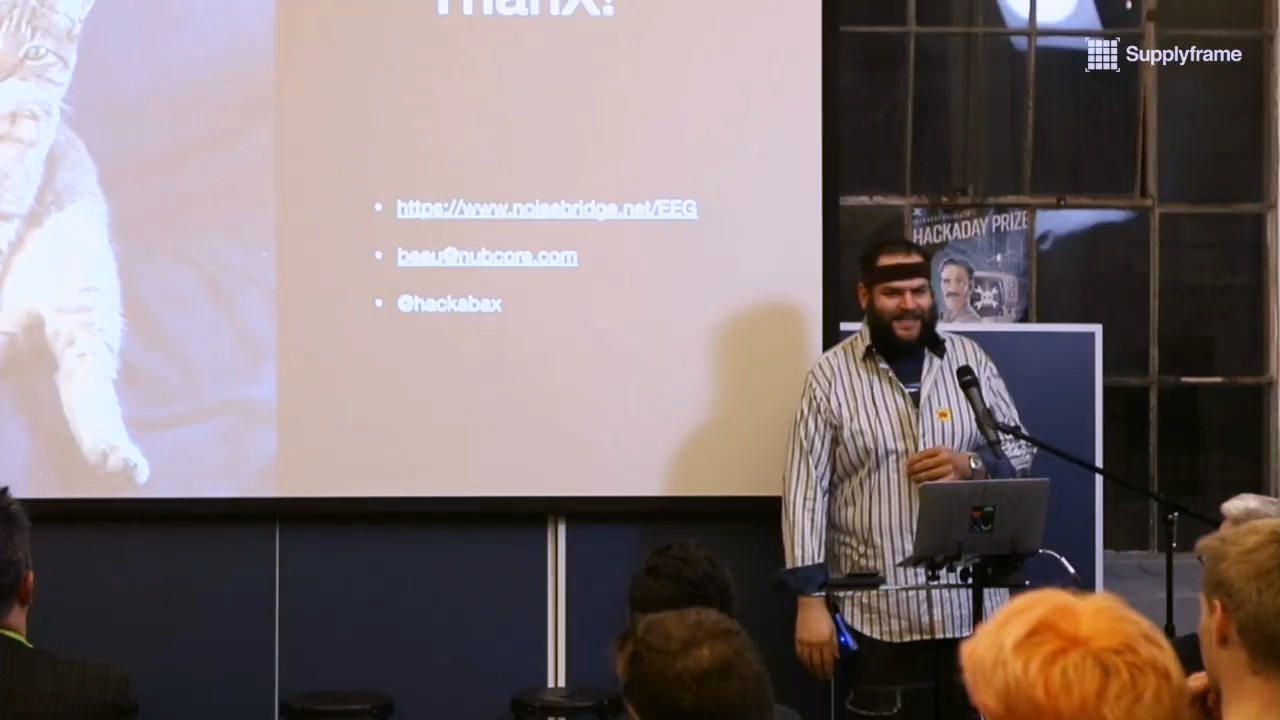 ThanX!
Supplyframe
https://www.noisebridge.net/EEG
beau@nubcore.com
@hackabax
HACKADAY PRIZE